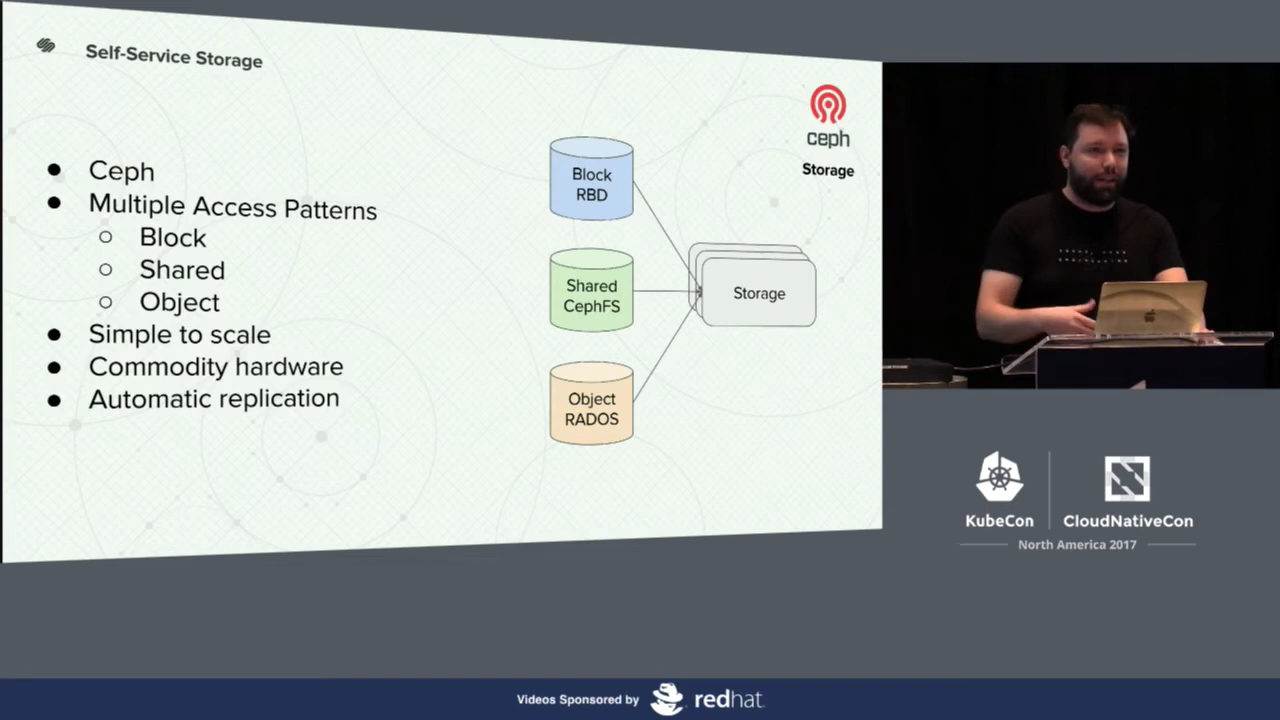 Self-Service Storage
Ceph
Multiple Access Patterns
Block
Shared
Object
Simple to scale
Commodity hardware
Automatic replication
Block
RBD
Shared
CephFS
Object
RADOS
Storage
ceph
Storage
KubeCon
CloudNativeCon
North America 2017
Videos Sponsored by
redhat